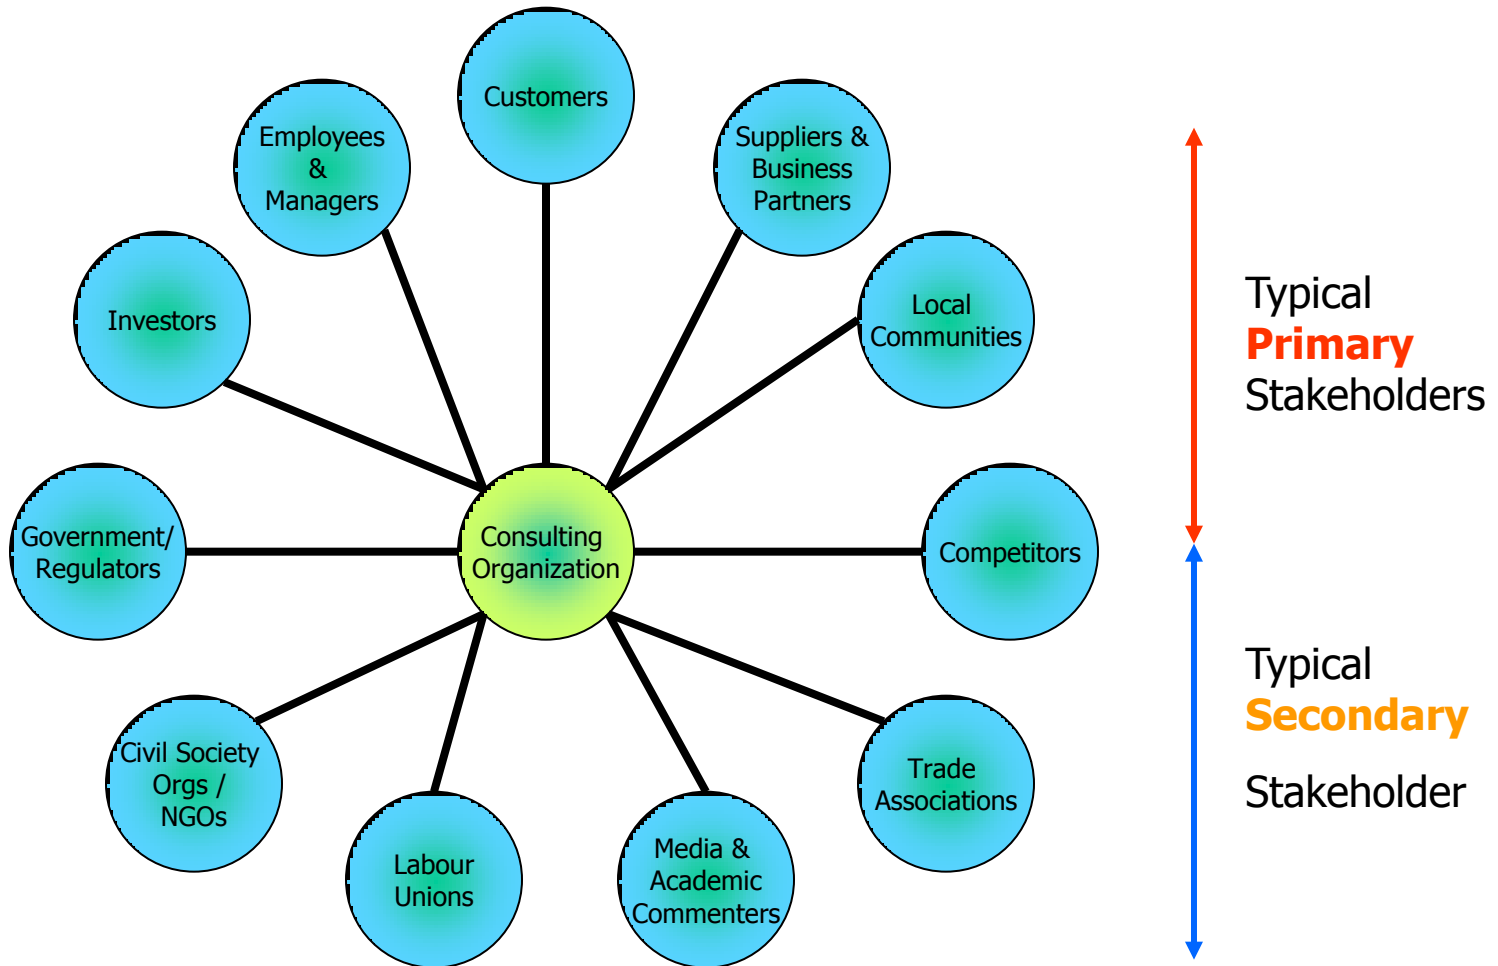 Customers
Employees
&
Managers
Suppliers &
Business
Partners
Investors
Local
Communities
Government/
Regulators
Consulting
Organization
Competitors
Civil Society
Orgs /
NGOs
Labour
Unions
Media &
Academic
Commenters
Trade
Associations
Typical
Primary
Stakeholders
Typical
Secondary
Stakeholder